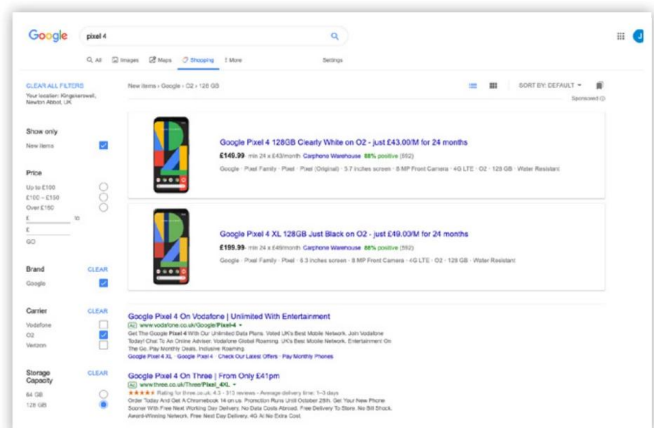 Google
pixel 4
All Images Maps Shopping More Settings
CLEAR ALL FILTERS
Your location: Kingskerswell,
Newton Abbot, UK
New items › Google › O2 › 128 GB
SORT BY: DEFAULT
Sponsored
Show only
New items
Price
Up to £100
£100 – £150
Over £150
£ to
£
GO
Brand CLEAR
Google
Carrier CLEAR
Vodafone
O2
Verizon
Storage CLEAR
Capacity
64 GB
128 GB
Google Pixel 4 128GB Clearly White on O2 - just £43.00/M for 24 months
£149.99 · min 24 x £43/month Carphone Warehouse 88% positive (592)
Google · Pixel Family · Pixel · Pixel (Original) · 5.7 inches screen · 8 MP Front Camera · 4G LTE · O2 · 128 GB · Water Resistant
Google Pixel 4 XL 128GB Just Black on O2 - just £49.00/M for 24 months
£199.99 · min 24 x £49/month Carphone Warehouse 88% positive (592)
Google · Pixel Family · Pixel · 6.3 inches screen · 8 MP Front Camera · 4G LTE · O2 · 128 GB · Water Resistant
Google Pixel 4 On Vodafone | Unlimited With Entertainment
Ad www.vodafone.co.uk/Google/Pixel-4
Get The Google Pixel 4 With Our Unlimited Data Plans. Voted UK's Best Mobile Network. Join Vodafone
Today! Chat To An Online Adviser. Vodafone Global Roaming. UK's Best Mobile Network. Entertainment On
The Go. Pay Monthly Deals. Inclusive Roaming.
Google Pixel 4 XL · Google Pixel 4 · Check Our Latest Offers · Pay Monthly Phones
Google Pixel 4 On Three | From Only £41pm
Ad www.three.co.uk/Three/Pixel_4XL
Rating for three.co.uk: 4.3 - 313 reviews - Average delivery time: 1–3 days
Order Today And Get A Chromebook 14 on us. Promotion Runs Until October 28th. Get Your New Phone
Sooner With Free Next Working Day Delivery. No Data Costs Abroad. Free Delivery To Store. No Bill Shock.
Award-Winning Network. Free Next Day Delivery. 4G At No Extra Cost.